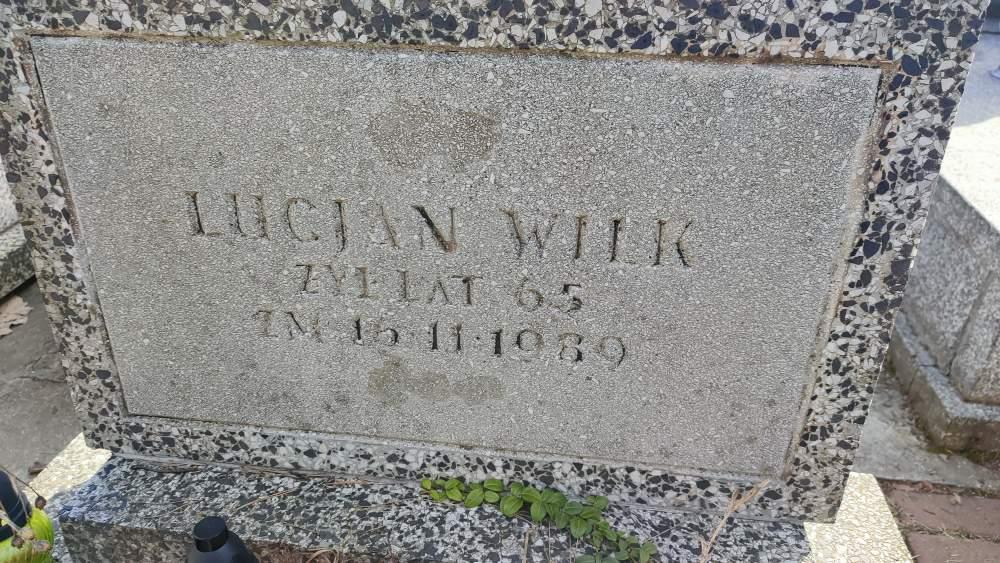 LUCJAN WILK
ŻYŁ LAT 65
ZM 15·11·1989